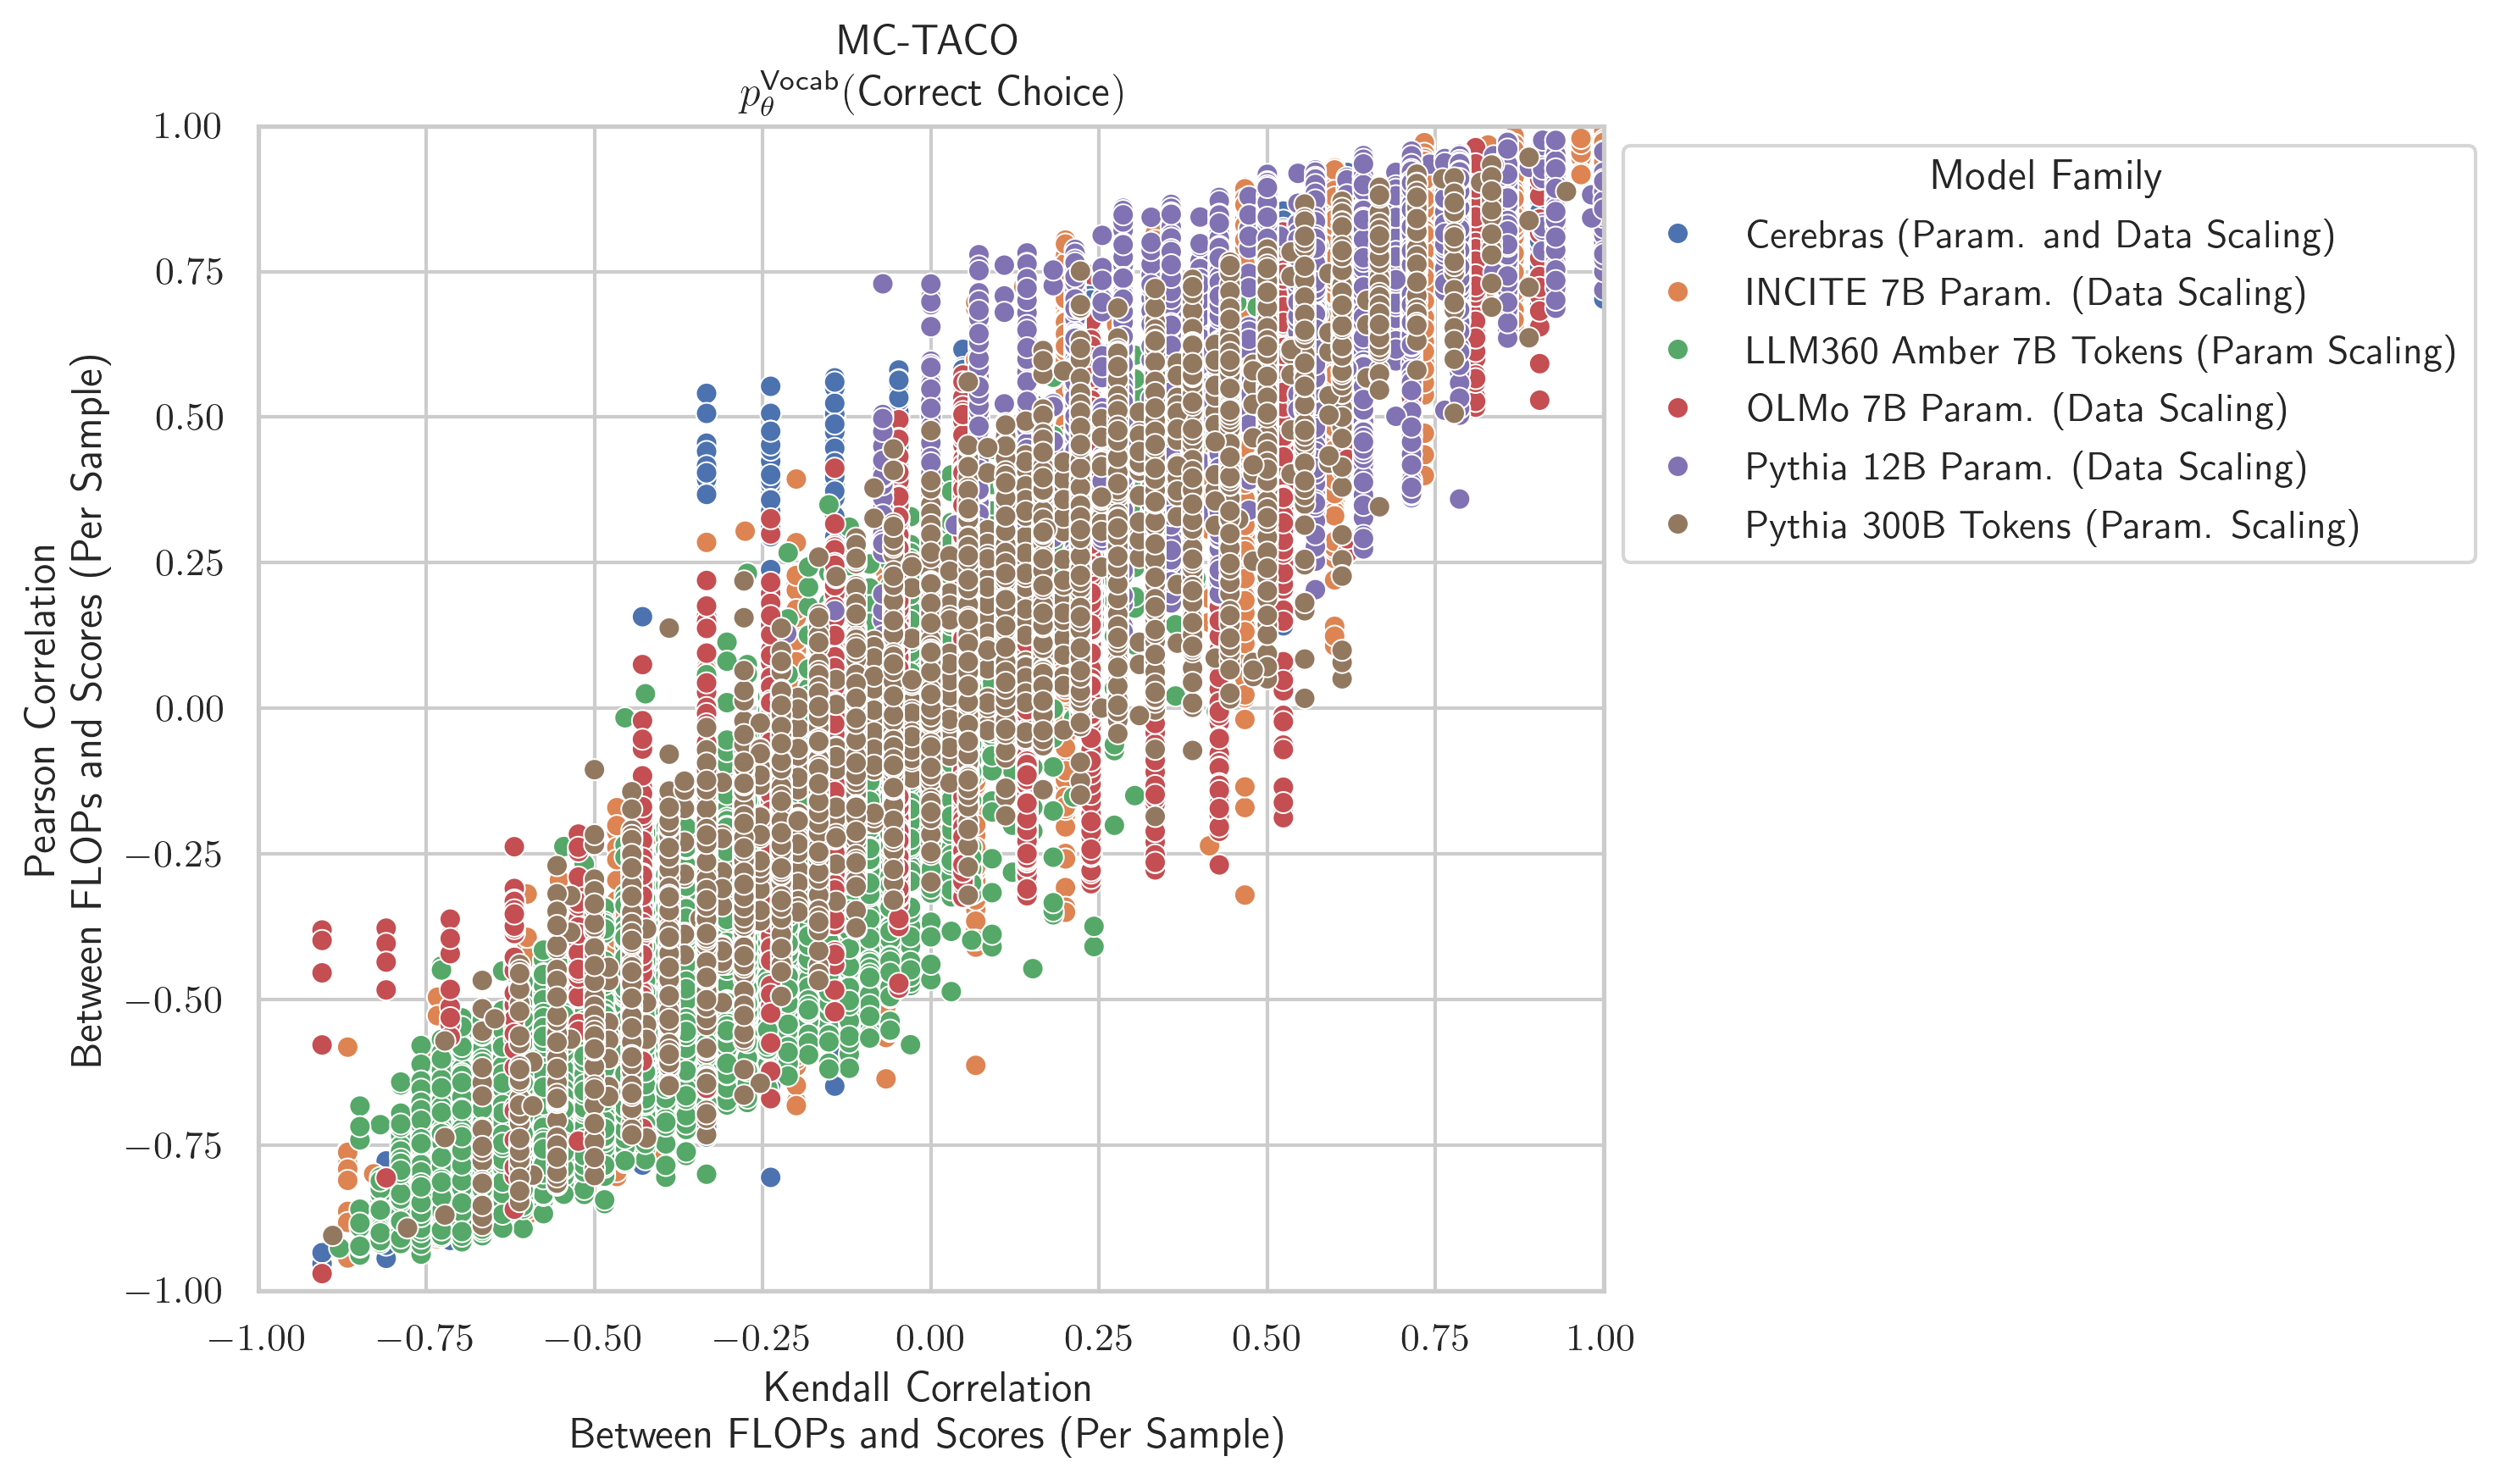 MC-TACO
p_θ^Vocab(Correct Choice)
1.00
0.75
0.50
0.25
0.00
−0.25
−0.50
−0.75
−1.00
Pearson Correlation
Between FLOPs and Scores (Per Sample)
−1.00 −0.75 −0.50 −0.25 0.00 0.25 0.50 0.75 1.00
Kendall Correlation
Between FLOPs and Scores (Per Sample)
Model Family
Cerebras (Param. and Data Scaling)
INCITE 7B Param. (Data Scaling)
LLM360 Amber 7B Tokens (Param Scaling)
OLMo 7B Param. (Data Scaling)
Pythia 12B Param. (Data Scaling)
Pythia 300B Tokens (Param. Scaling)